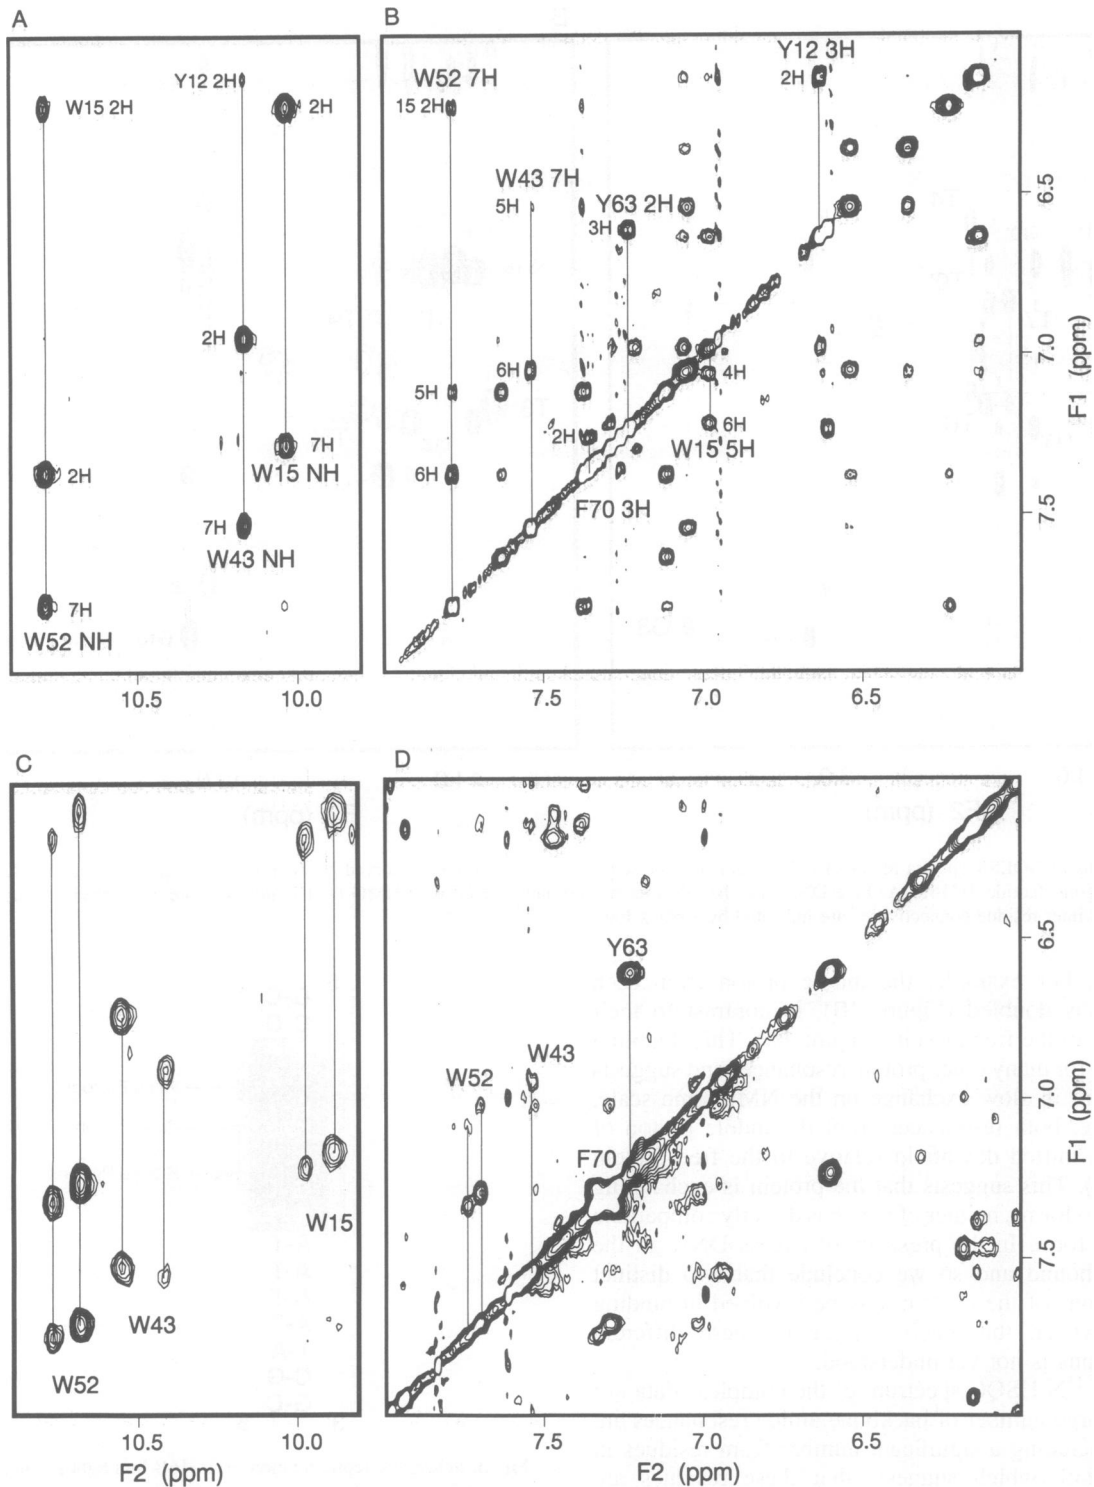 A
B
Y12 3H
W52 7H
2H
Y12 2H
W15 2H
2H
15 2H
W43 7H
6.5
5H
Y63 2H
3H
2H
7.0
F1 (ppm)
6H
4H
5H
2H
6H
7H
W15 5H
W15 NH
2H
6H
F70 3H
7.5
7H
W43 NH
7H
W52 NH
10.5
10.0
7.5
7.0
6.5
C
D
6.5
Y63
W43
W52
7.0
F1 (ppm)
F70
W15
7.5
W43
W52
10.5
10.0
7.5
7.0
6.5
F2 (ppm)
F2 (ppm)